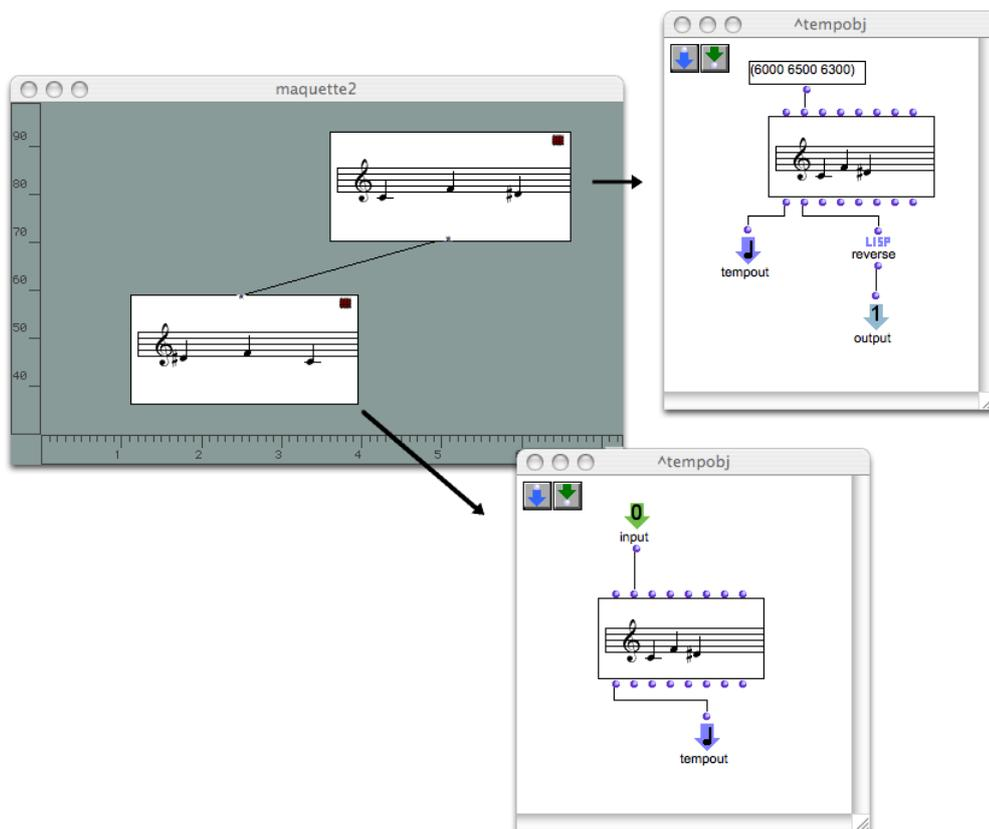 ^tempobj
(6000 6500 6300)
tempout
LISP
reverse
1
output
maquette2
90
80
70
60
50
40
1 2 3 4 5
^tempobj
0
input
tempout